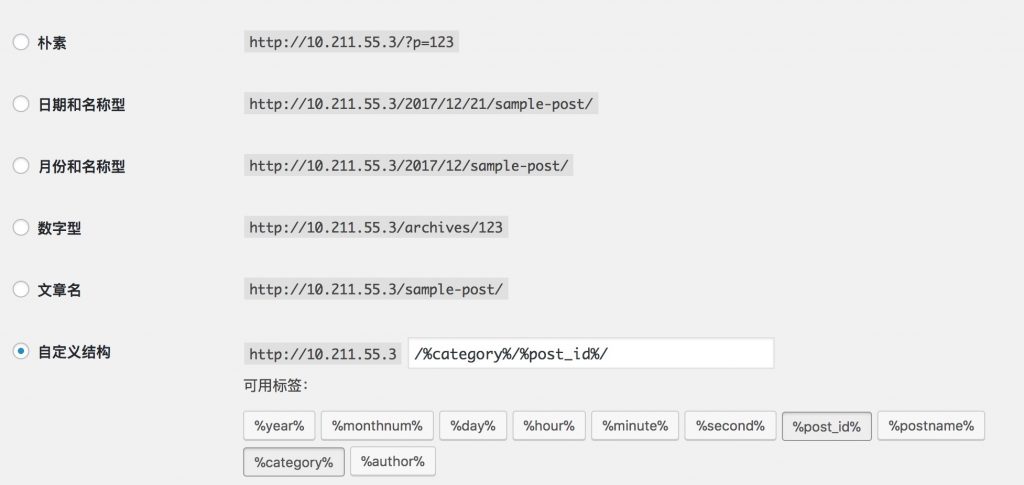 朴素 http://10.211.55.3/?p=123
日期和名称型 http://10.211.55.3/2017/12/21/sample-post/
月份和名称型 http://10.211.55.3/2017/12/sample-post/
数字型 http://10.211.55.3/archives/123
文章名 http://10.211.55.3/sample-post/
自定义结构 http://10.211.55.3 /%category%/%post_id%/
可用标签：
%year% %monthnum% %day% %hour% %minute% %second% %post_id% %postname%
%category% %author%